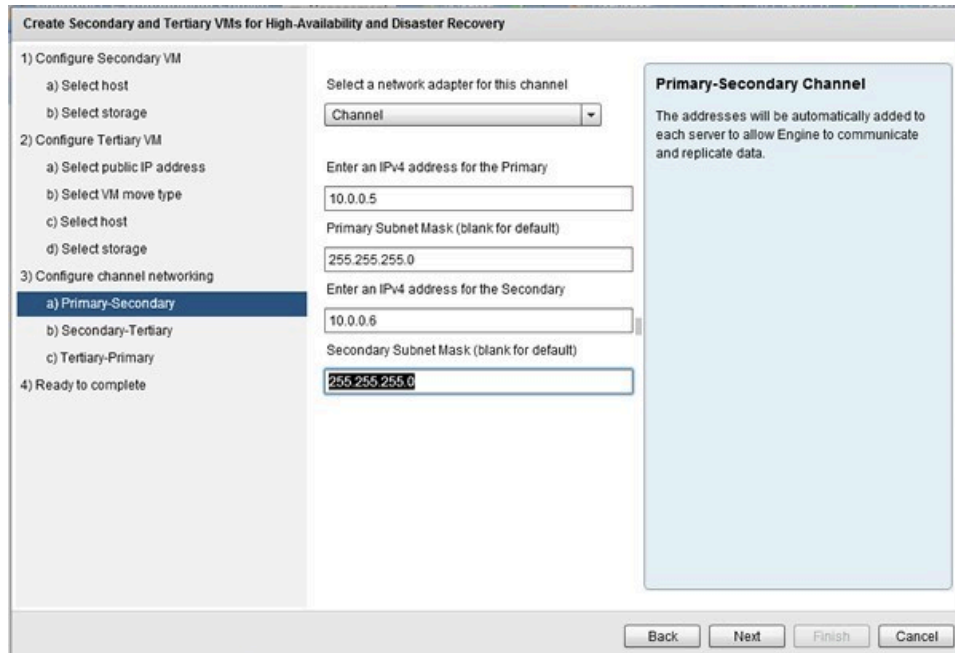 Create Secondary and Tertiary VMs for High-Availability and Disaster Recovery
1) Configure Secondary VM
a) Select host
b) Select storage
2) Configure Tertiary VM
a) Select public IP address
b) Select VM move type
c) Select host
d) Select storage
3) Configure channel networking
a) Primary-Secondary
b) Secondary-Tertiary
c) Tertiary-Primary
4) Ready to complete
Select a network adapter for this channel
Channel
Enter an IPv4 address for the Primary
10.0.0.5
Primary Subnet Mask (blank for default)
255.255.255.0
Enter an IPv4 address for the Secondary
10.0.0.6
Secondary Subnet Mask (blank for default)
255.255.255.0
Primary-Secondary Channel
The addresses will be automatically added to
each server to allow Engine to communicate
and replicate data.
Back Next Finish Cancel